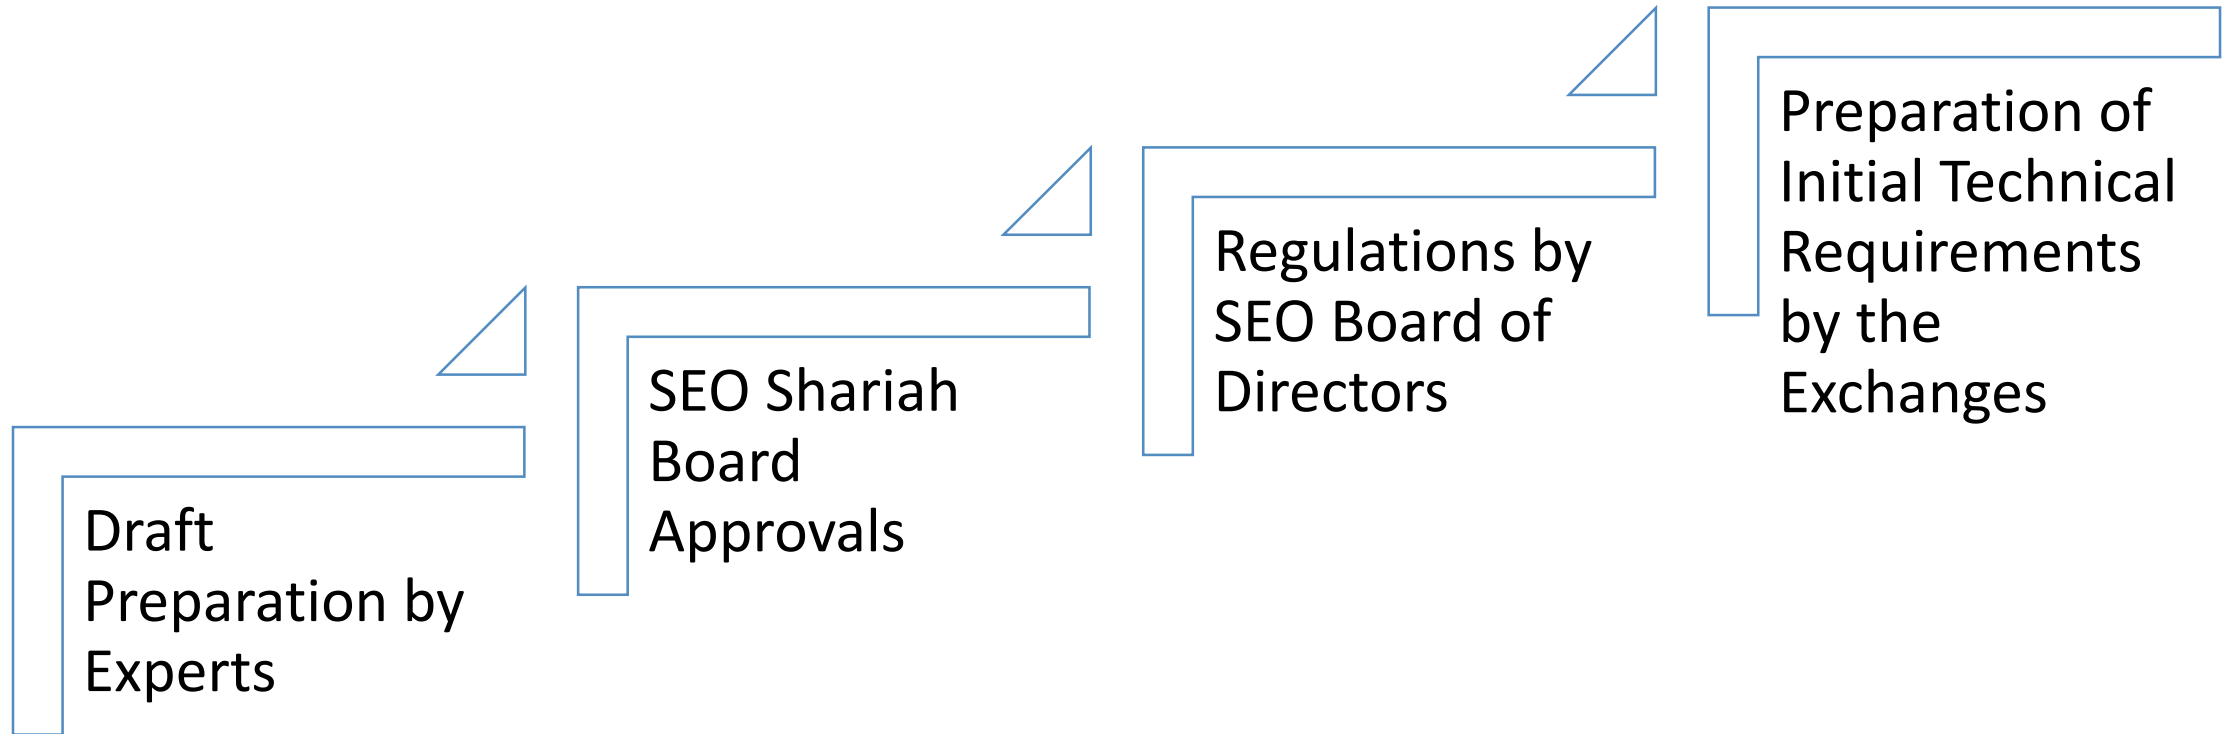 Draft
Preparation by
Experts
SEO Shariah
Board
Approvals
Regulations by
SEO Board of
Directors
Preparation of
Initial Technical
Requirements
by the
Exchanges